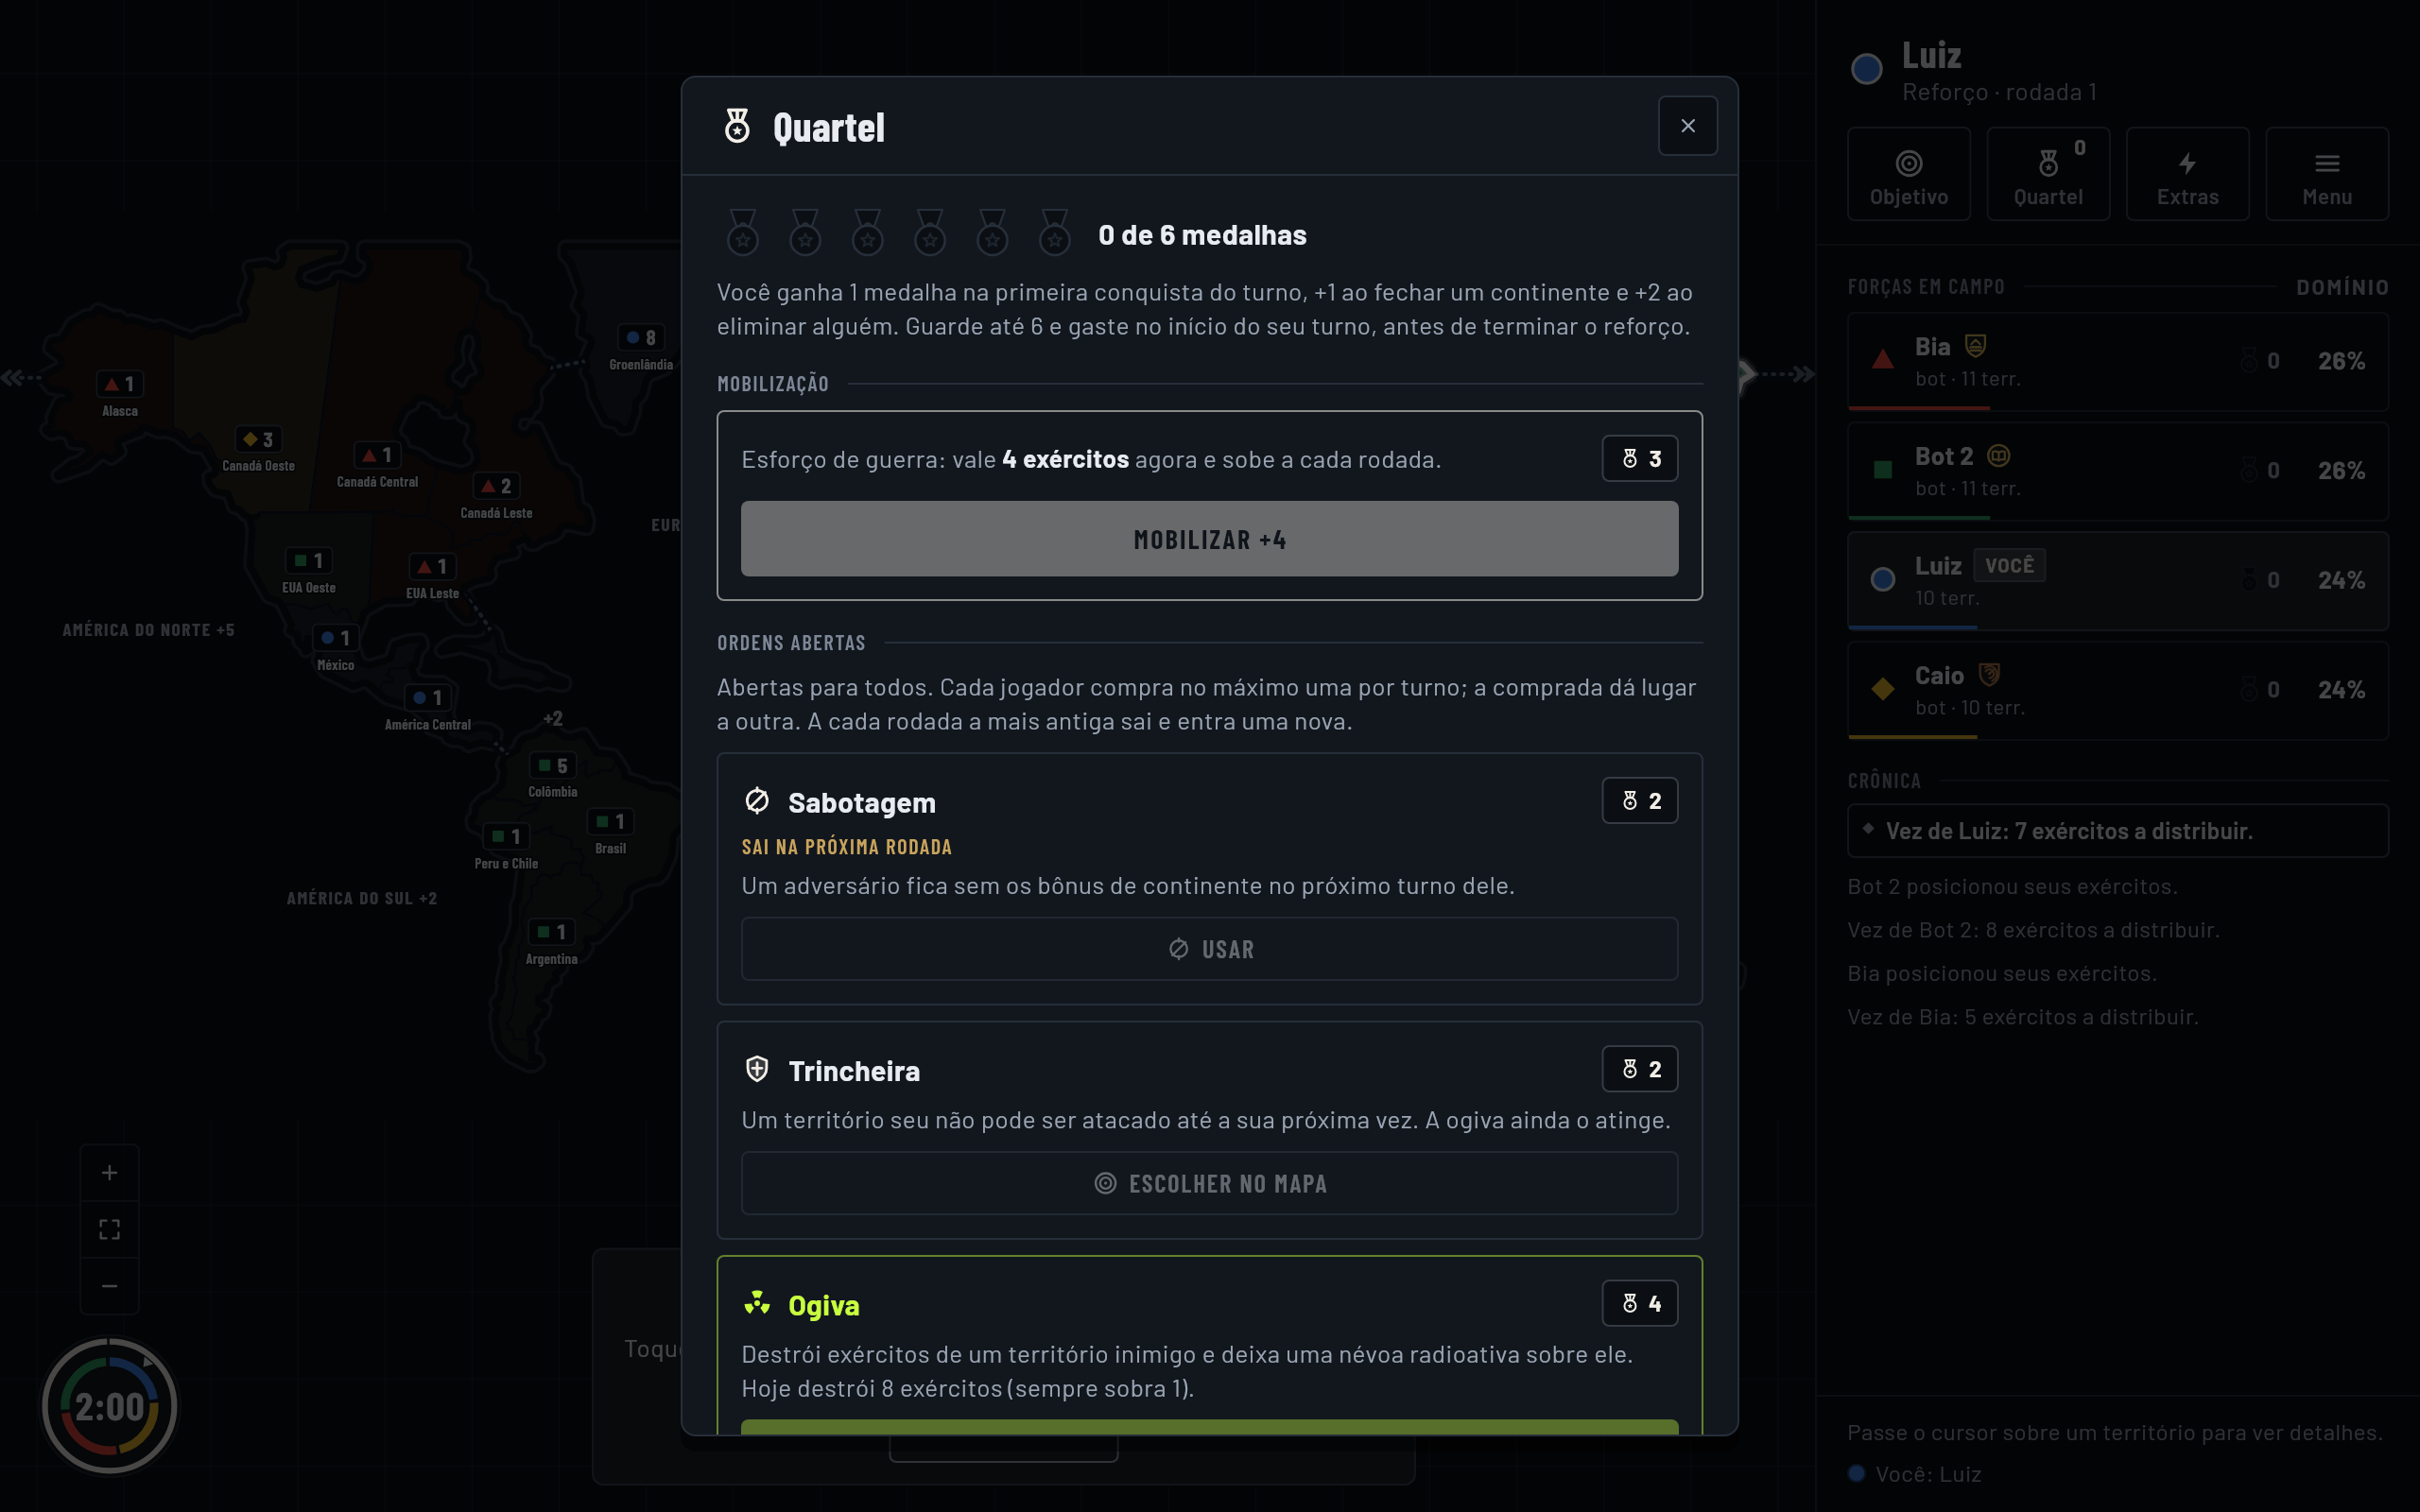 Quartel
0 de 6 medalhas
Você ganha 1 medalha na primeira conquista do turno, +1 ao fechar um continente e +2 ao
eliminar alguém. Guarde até 6 e gaste no início do seu turno, antes de terminar o reforço.
MOBILIZAÇÃO
Esforço de guerra: vale 4 exércitos agora e sobe a cada rodada.
3
MOBILIZAR +4
ORDENS ABERTAS
Abertas para todos. Cada jogador compra no máximo uma por turno; a comprada dá lugar
a outra. A cada rodada a mais antiga sai e entra uma nova.
Sabotagem
2
SAI NA PRÓXIMA RODADA
Um adversário fica sem os bônus de continente no próximo turno dele.
USAR
Trincheira
2
Um território seu não pode ser atacado até a sua próxima vez. A ogiva ainda o atinge.
ESCOLHER NO MAPA
Ogiva
4
Destrói exércitos de um território inimigo e deixa uma névoa radioativa sobre ele.
Hoje destrói 8 exércitos (sempre sobra 1).
8
Groenlândia
1
Alasca
3
Canadá Oeste
1
Canadá Central
2
Canadá Leste
EUR
1
EUA Oeste
1
EUA Leste
AMÉRICA DO NORTE +5
1
México
1
América Central
+2
5
Colômbia
1
Brasil
1
Peru e Chile
AMÉRICA DO SUL +2
1
Argentina
+
−
2:00
Toque
Luiz
Reforço · rodada 1
Objetivo
0
Quartel
Extras
Menu
FORÇAS EM CAMPO
DOMÍNIO
Bia
bot · 11 terr.
0
26%
Bot 2
bot · 11 terr.
0
26%
Luiz VOCÊ
10 terr.
0
24%
Caio
bot · 10 terr.
0
24%
CRÔNICA
Vez de Luiz: 7 exércitos a distribuir.
Bot 2 posicionou seus exércitos.
Vez de Bot 2: 8 exércitos a distribuir.
Bia posicionou seus exércitos.
Vez de Bia: 5 exércitos a distribuir.
Passe o cursor sobre um território para ver detalhes.
Você: Luiz